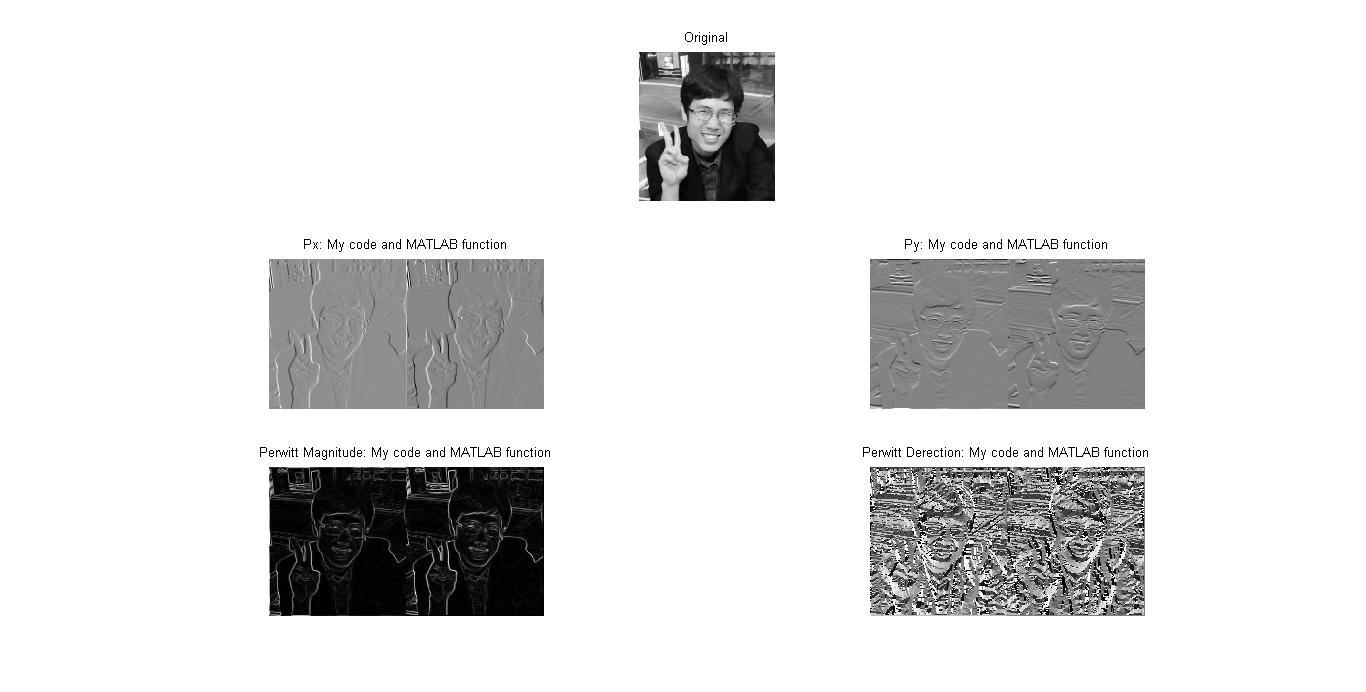 Original
Px: My code and MATLAB function
Py: My code and MATLAB function
Perwitt Magnitude: My code and MATLAB function
Perwitt Derection: My code and MATLAB function